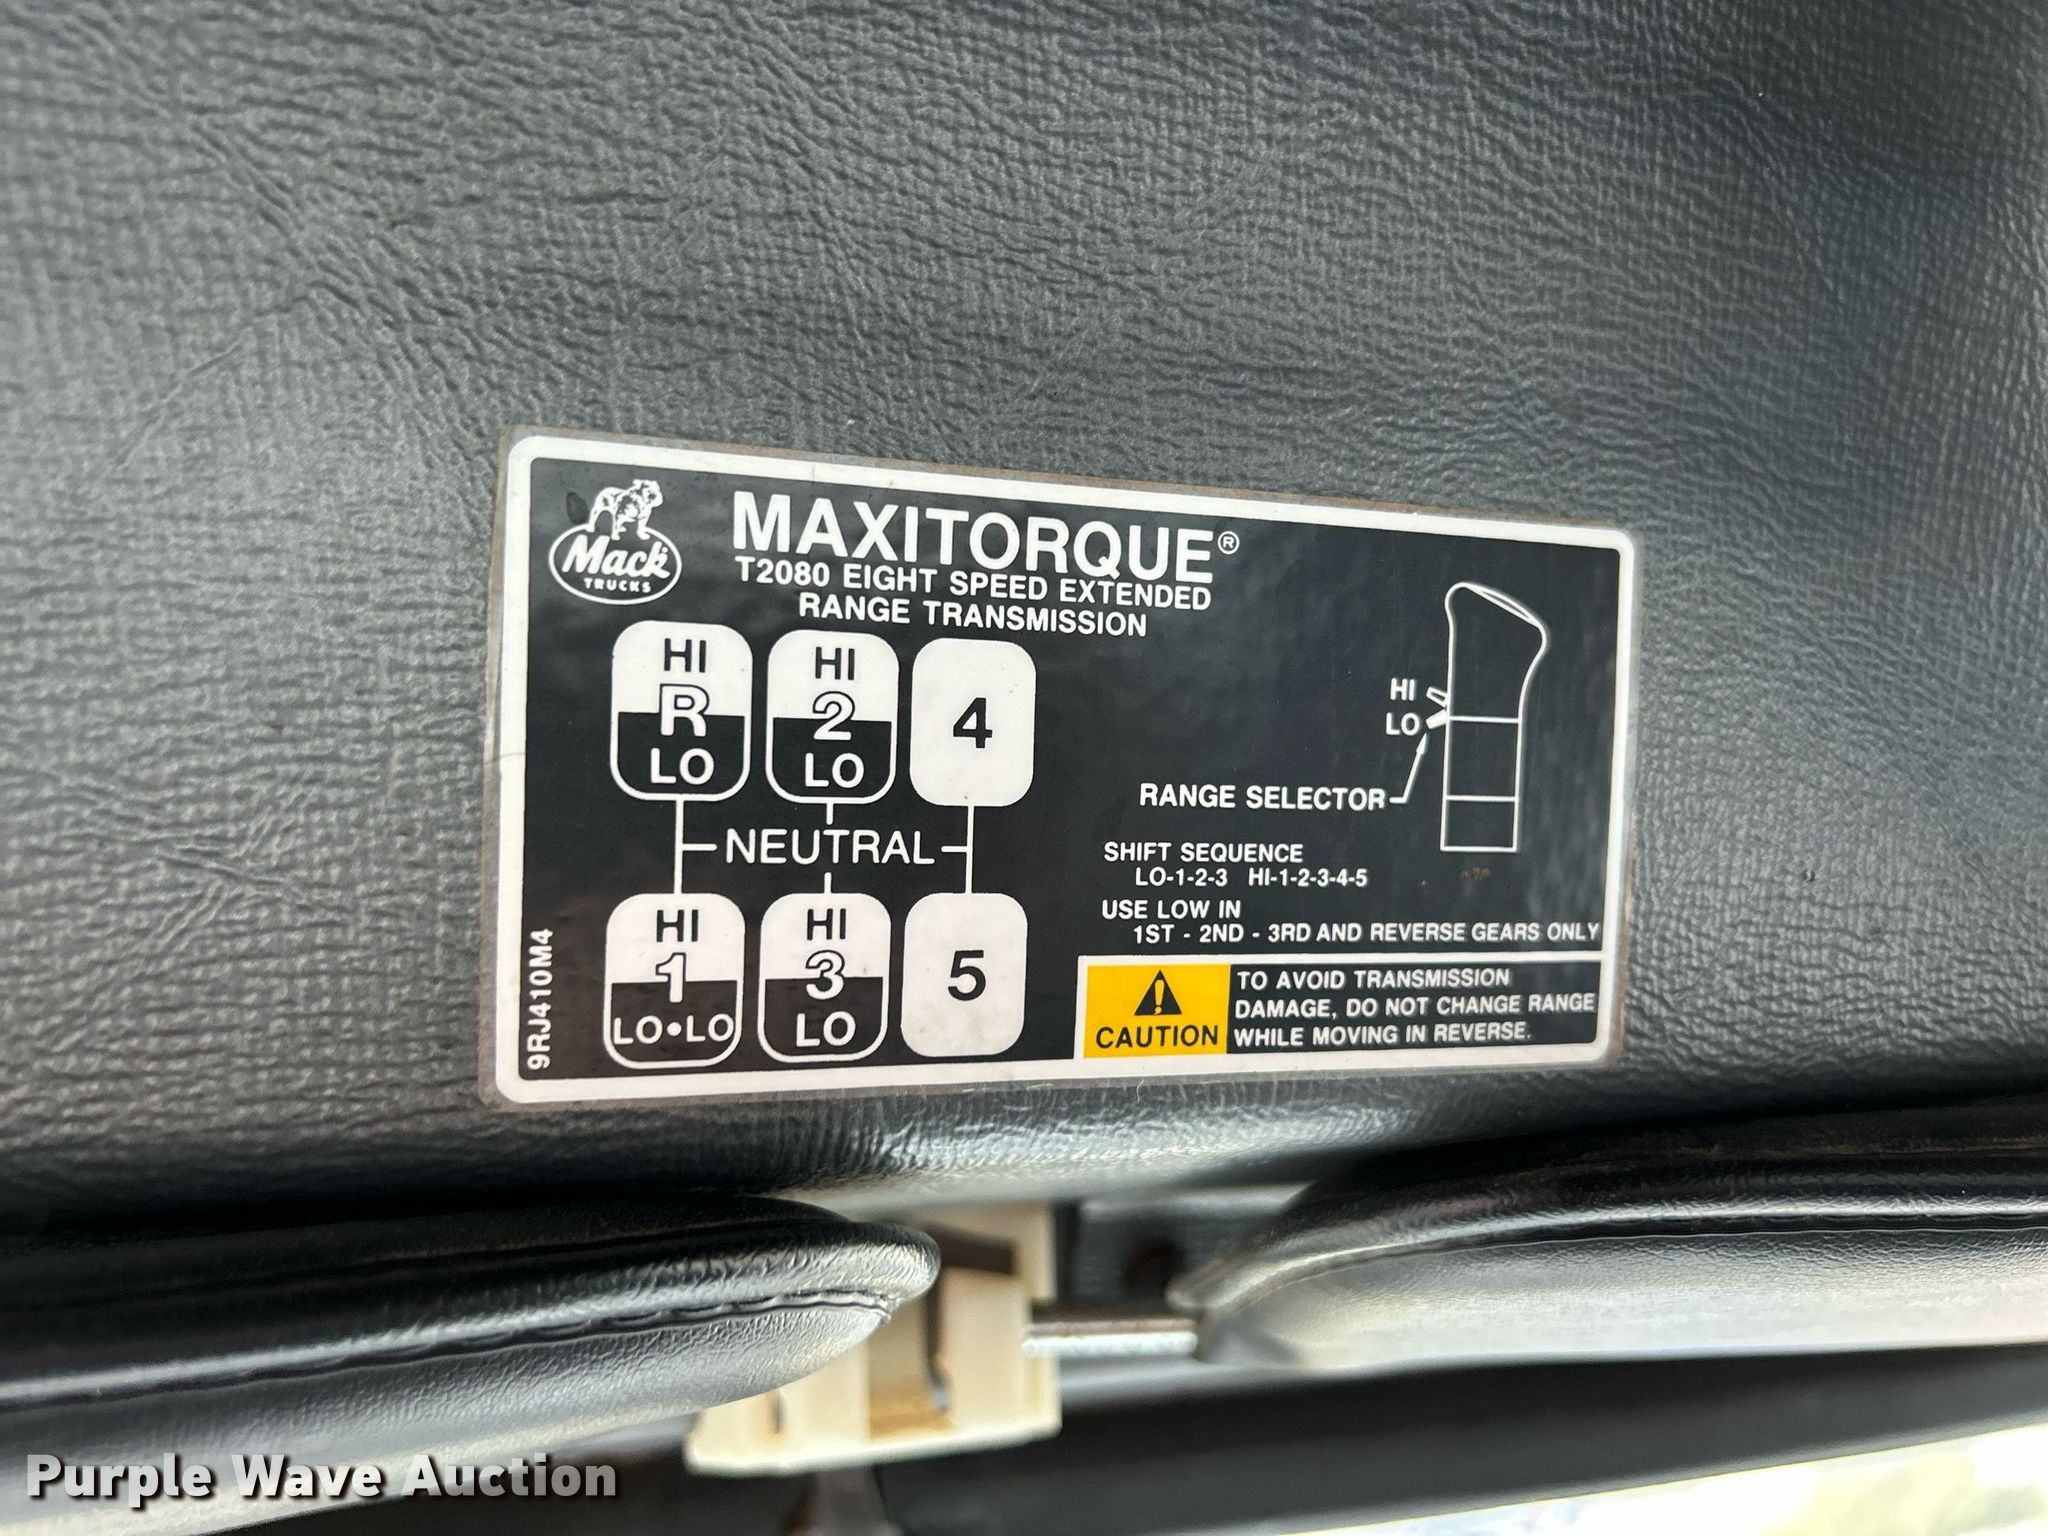 Mack
TRUCKS
MAXITORQUE®
T2080 EIGHT SPEED EXTENDED
RANGE TRANSMISSION
HI
R
LO
HI
2
LO
4
NEUTRAL
HI
1
LO•LO
HI
3
LO
5
9RJ410M4
HI
LO
RANGE SELECTOR
SHIFT SEQUENCE
LO-1-2-3 HI-1-2-3-4-5
USE LOW IN
1ST - 2ND - 3RD AND REVERSE GEARS ONLY
CAUTION
TO AVOID TRANSMISSION
DAMAGE, DO NOT CHANGE RANGE
WHILE MOVING IN REVERSE.
Purple Wave Auction